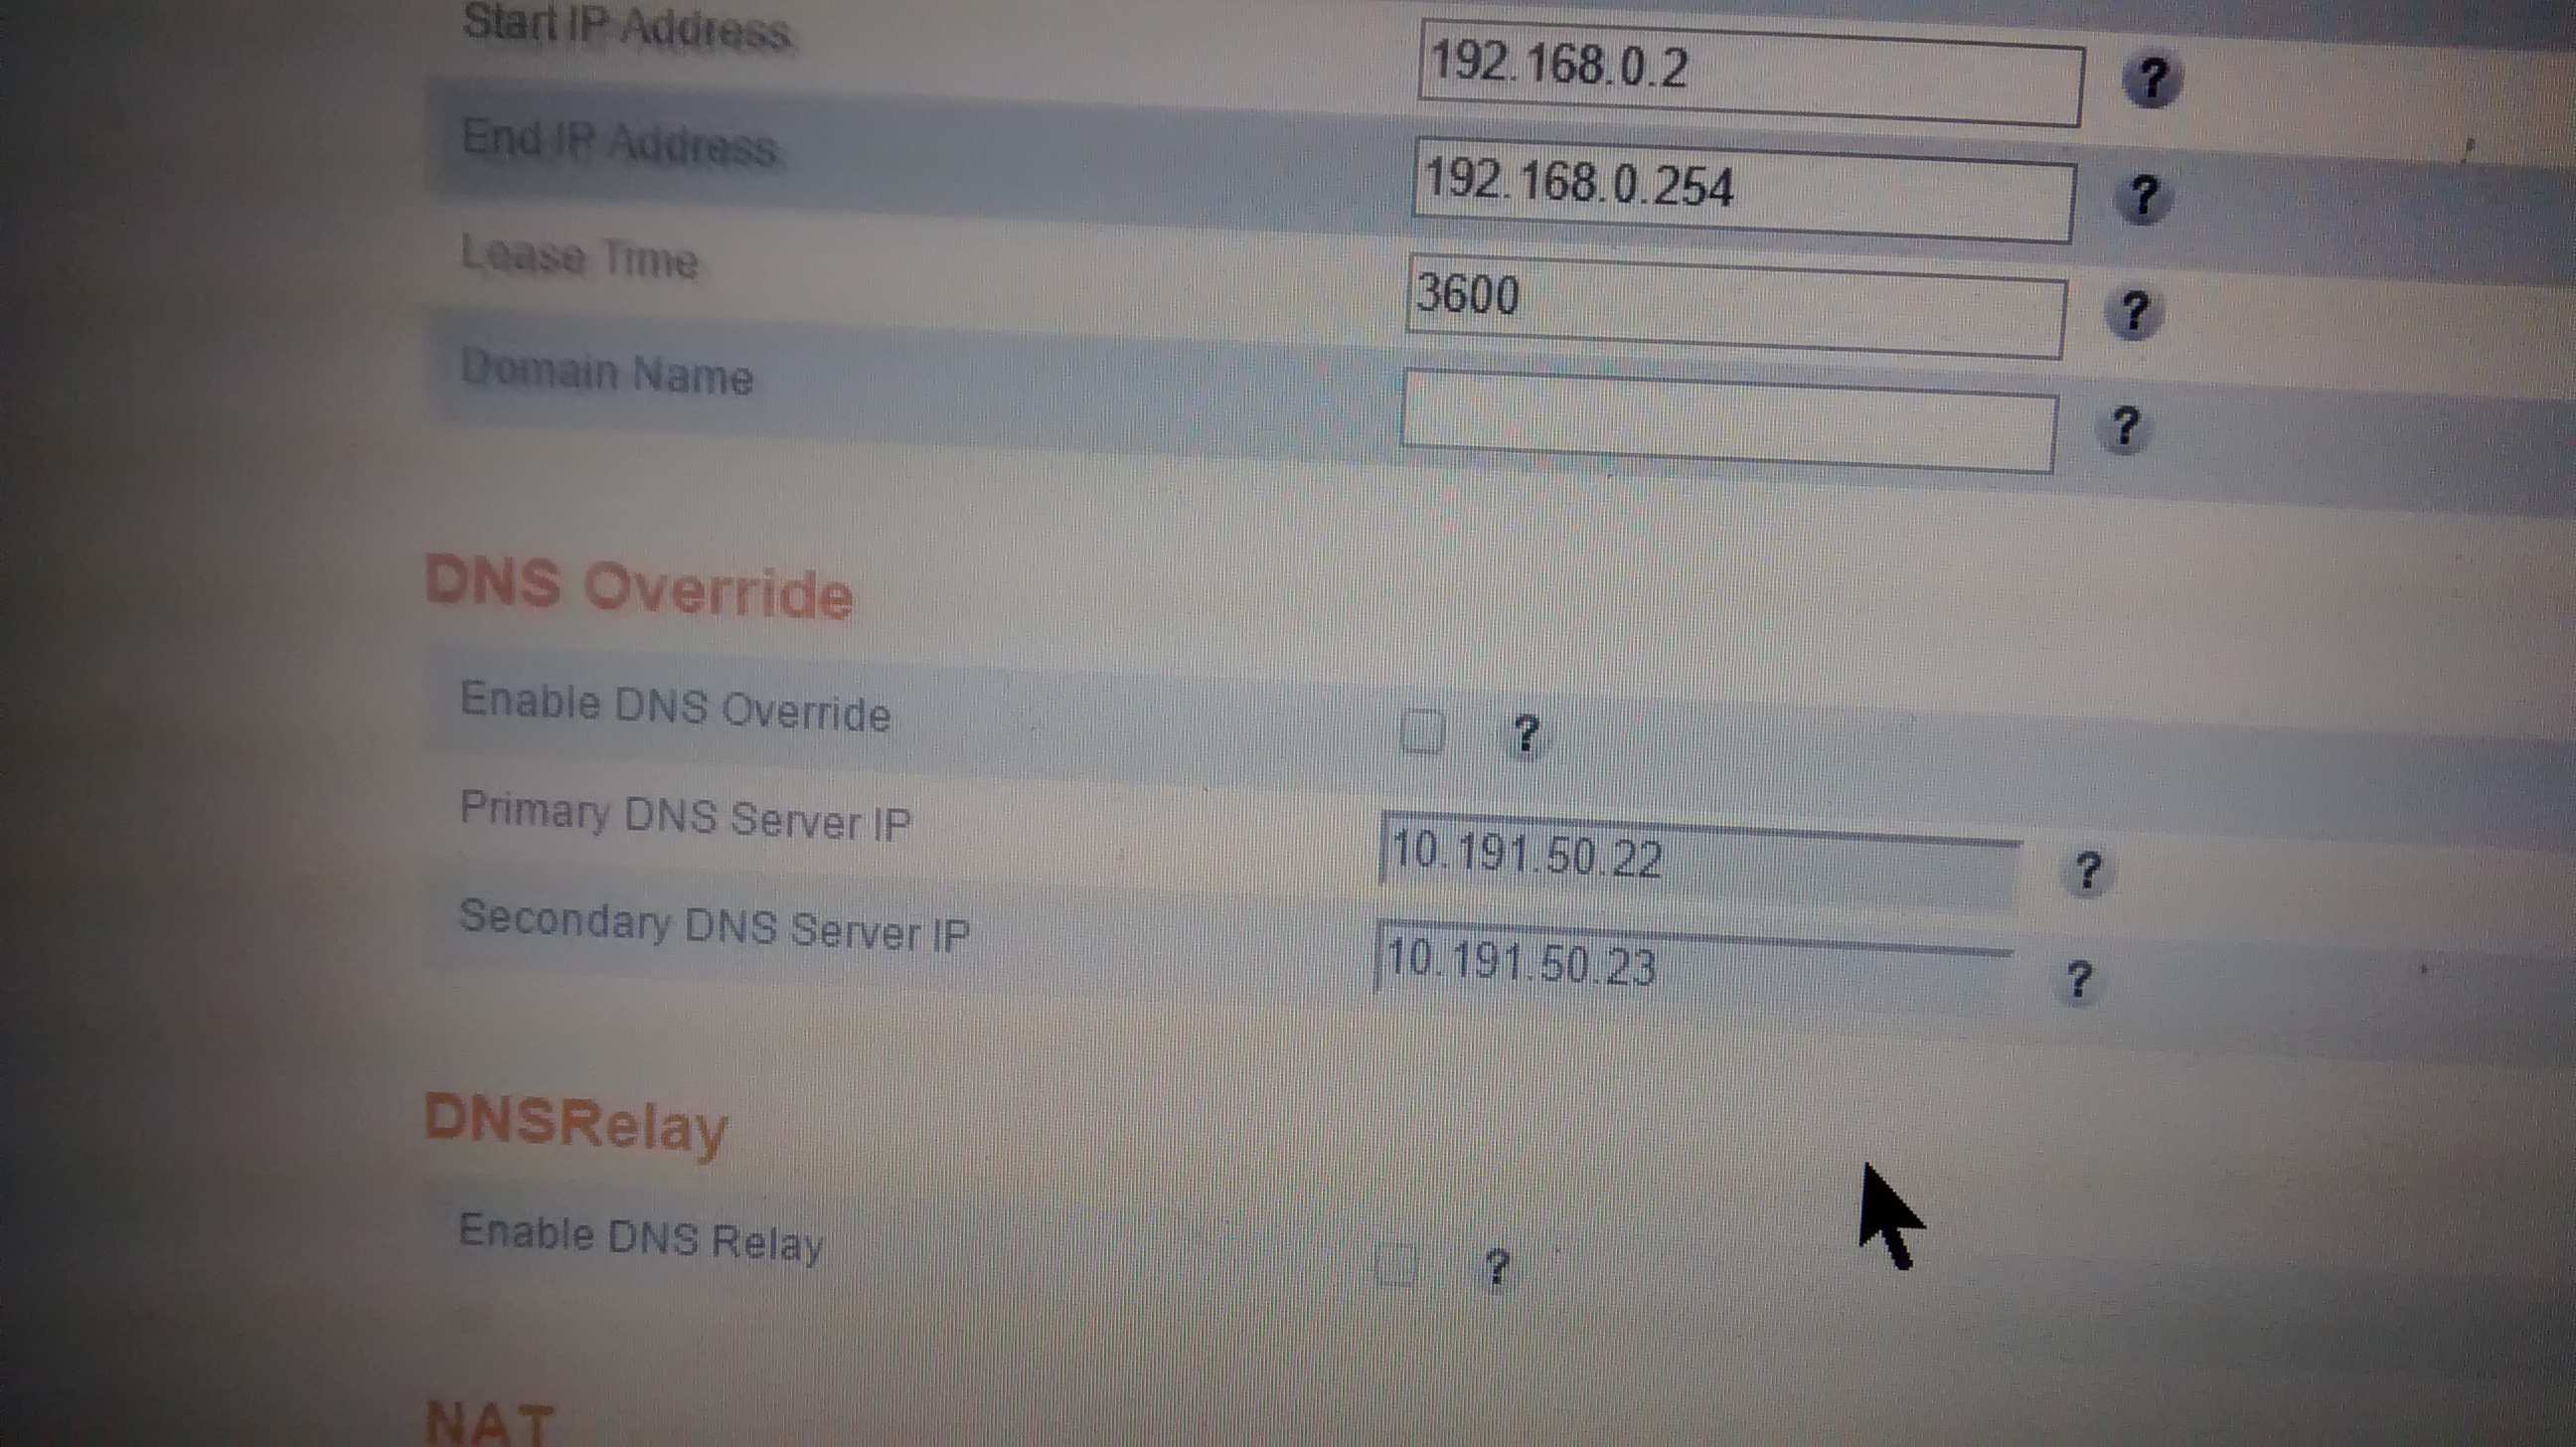 Start IP Address 192.168.0.2 ?
End IP Address 192.168.0.254 ?
Lease Time 3600 ?
Domain Name ?
DNS Override
Enable DNS Override ?
Primary DNS Server IP 10.191.50.22 ?
Secondary DNS Server IP 10.191.50.23 ?
DNSRelay
Enable DNS Relay ?
NAT